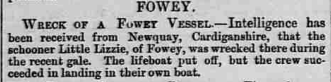 FOWEY.
WRECK OF A FOWEY VESSEL.—Intelligence has
been received from Newquay, Cardiganshire, that the
schooner Little Lizzie, of Fowey, was wrecked there during
the recent gale. The lifeboat put off, but the crew suc-
ceeded in landing in their own boat.